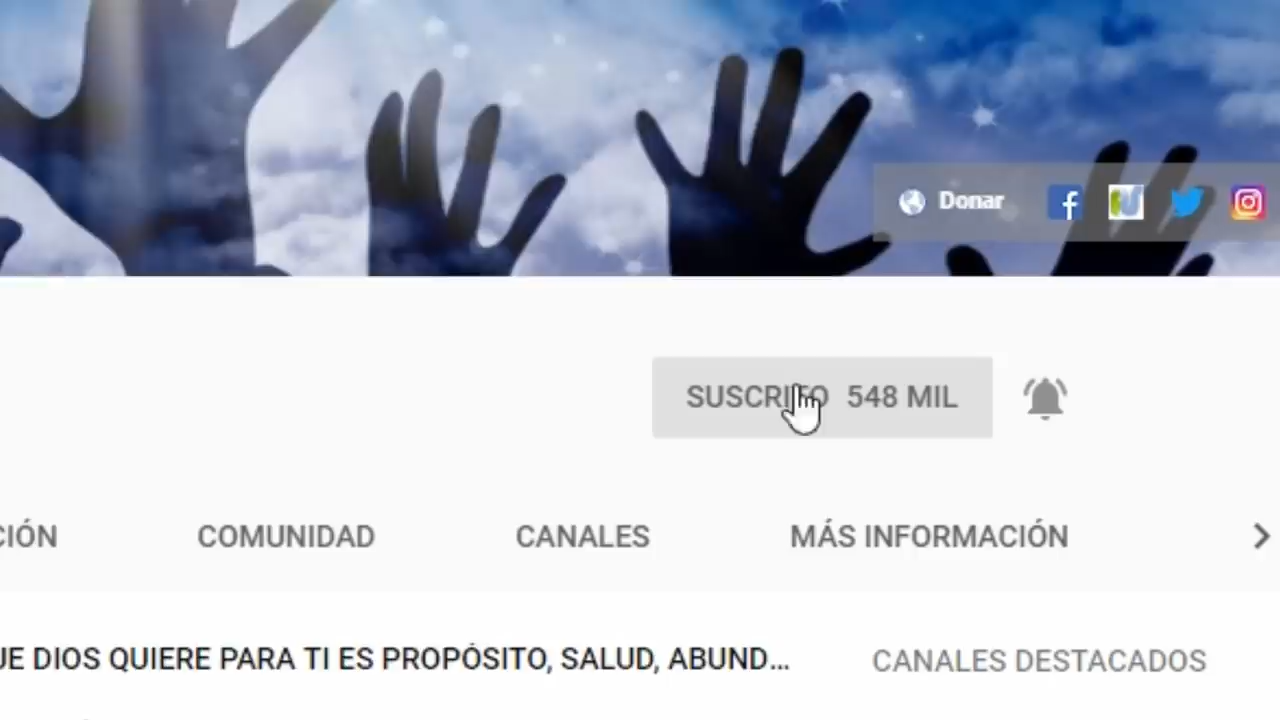 Donar
SUSCRITO 548 MIL
CIÓN COMUNIDAD CANALES MÁS INFORMACIÓN
UE DIOS QUIERE PARA TI ES PROPÓSITO, SALUD, ABUND...
CANALES DESTACADOS